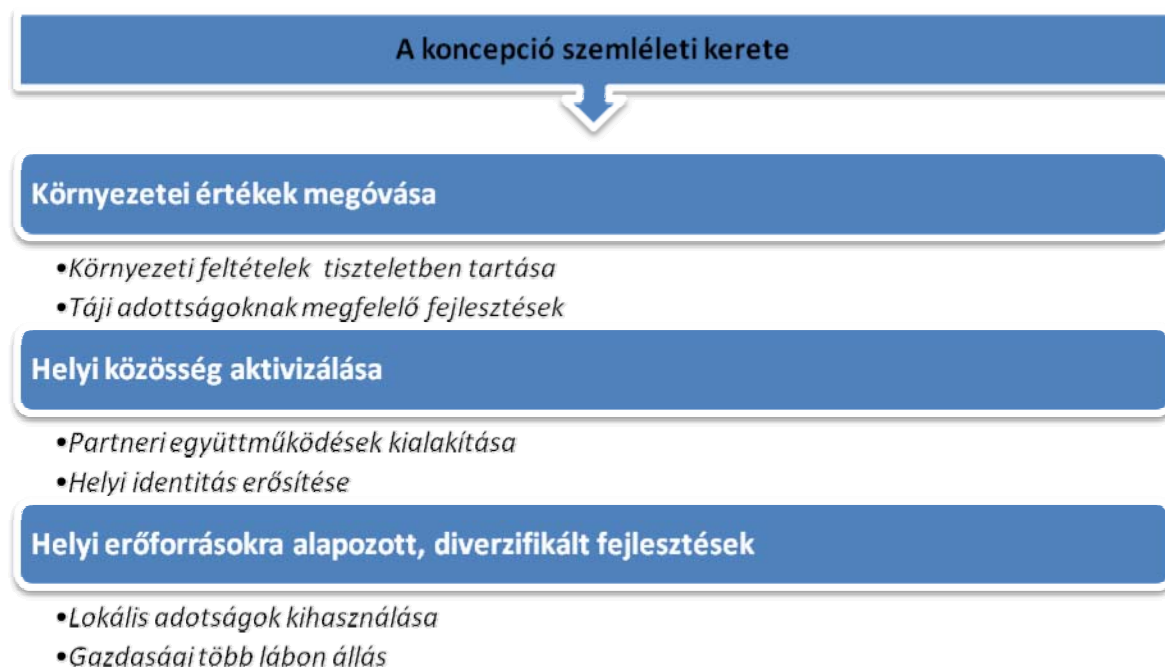 A koncepció szemléleti kerete
Környezetei értékek megóvása
•Környezeti feltételek tiszteletben tartása
•Táji adottságoknak megfelelő fejlesztések
Helyi közösség aktivizálása
•Partneri együttműködések kialakítása
•Helyi identitás erősítése
Helyi erőforrásokra alapozott, diverzifikált fejlesztések
•Lokális adotságok kihasználása
•Gazdasági több lábon állás